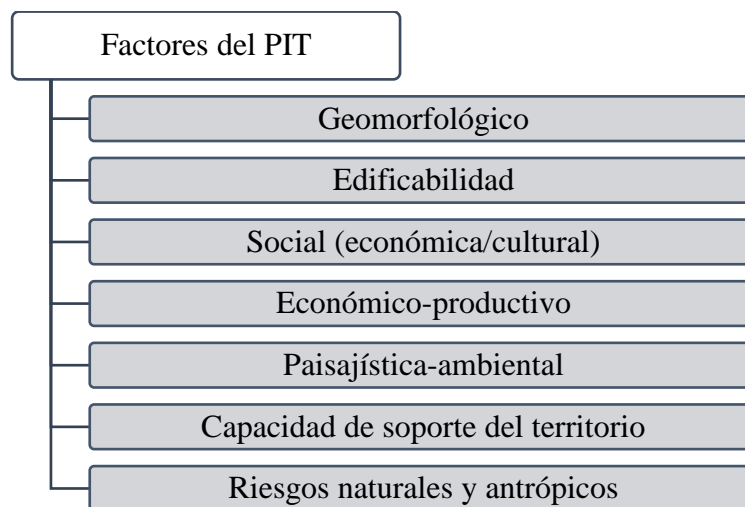 Factores del PIT
Geomorfológico
Edificabilidad
Social (económica/cultural)
Económico-productivo
Paisajística-ambiental
Capacidad de soporte del territorio
Riesgos naturales y antrópicos